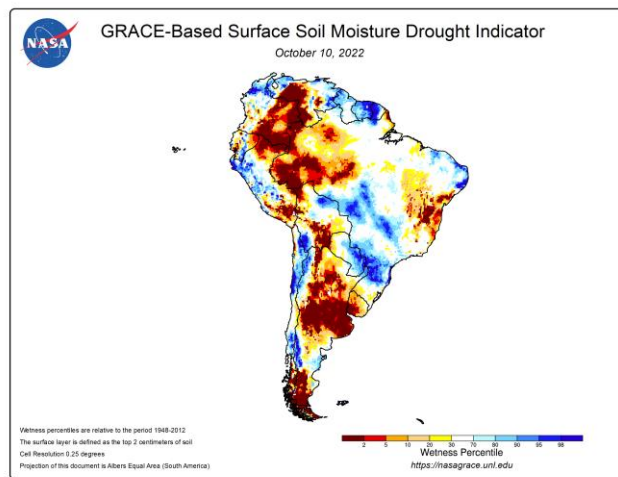 NASA
GRACE-Based Surface Soil Moisture Drought Indicator
October 10, 2022
Wetness percentiles are relative to the period 1948-2012
The surface layer is defined as the top 2 centimeters of soil
Cell Resolution 0.25 degrees
Projection of this document is Albers Equal Area (South America)
2 5 10 20 30 70 80 90 95 98
Wetness Percentile
https://nasagrace.unl.edu